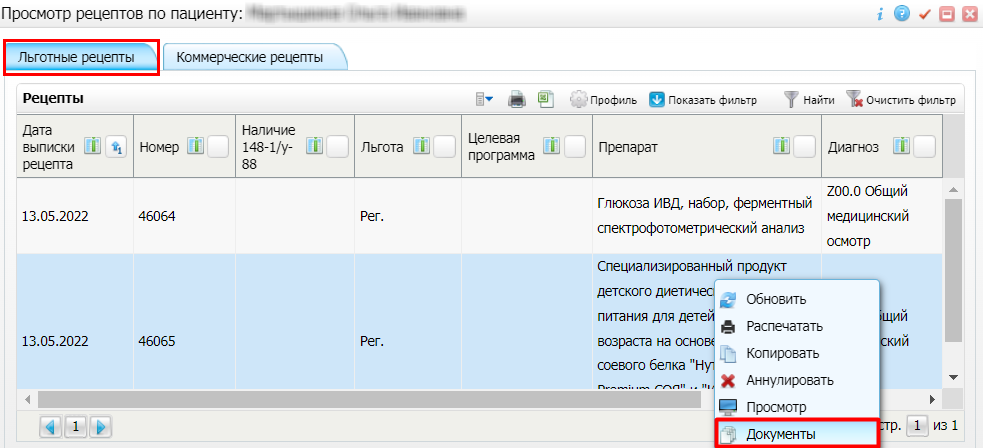 Просмотр рецептов по пациенту:
Льготные рецепты Коммерческие рецепты
Рецепты Профиль Показать фильтр Найти Очистить фильтр
Дата выписки рецепта
Номер
Наличие 148-1/у-88
Льгота
Целевая программа
Препарат
Диагноз
13.05.2022 46064 Рег.
Глюкоза ИВД, набор, ферментный
спектрофотометрический анализ
Z00.0 Общий
медицинский
осмотр
13.05.2022 46065 Рег.
Специализированный продукт
детского диетичес
питания для детей
возраста на основе
соевого белка "Нут
Обновить
Распечатать
Копировать
Аннулировать
Просмотр
Документы
1
стр. 1 из 1